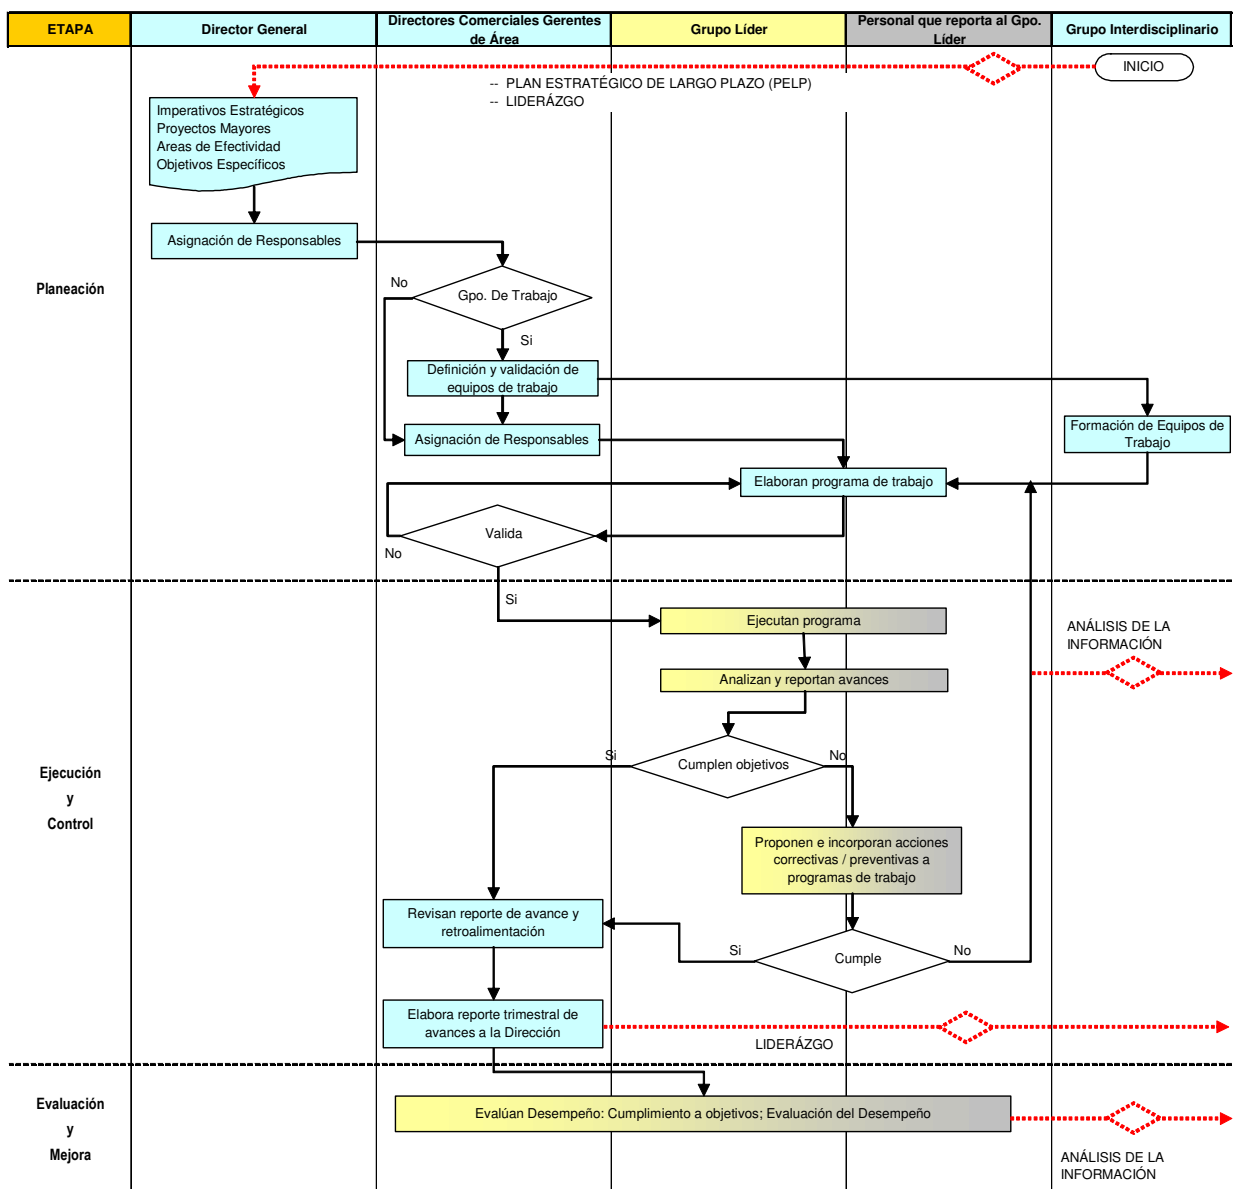 ETAPA
Director General
Directores Comerciales Gerentes
de Área
Grupo Líder
Personal que reporta al Gpo.
Líder
Grupo Interdisciplinario
INICIO
-- PLAN ESTRATÉGICO DE LARGO PLAZO (PELP)
-- LIDERÁZGO
Imperativos Estratégicos
Proyectos Mayores
Areas de Efectividad
Objetivos Específicos
Asignación de Responsables
Planeación
No
Gpo. De Trabajo
Si
Definición y validación de
equipos de trabajo
Formación de Equipos de
Trabajo
Asignación de Responsables
Elaboran programa de trabajo
Valida
No
Si
Ejecutan programa
ANÁLISIS DE LA
INFORMACIÓN
Analizan y reportan avances
Si
Cumplen objetivos
No
Ejecución
y
Control
Proponen e incorporan acciones
correctivas / preventivas a
programas de trabajo
Revisan reporte de avance y
retroalimentación
Si
Cumple
No
Elabora reporte trimestral de
avances a la Dirección
LIDERÁZGO
Evaluación
y
Mejora
Evalúan Desempeño: Cumplimiento a objetivos; Evaluación del Desempeño
ANÁLISIS DE LA
INFORMACIÓN